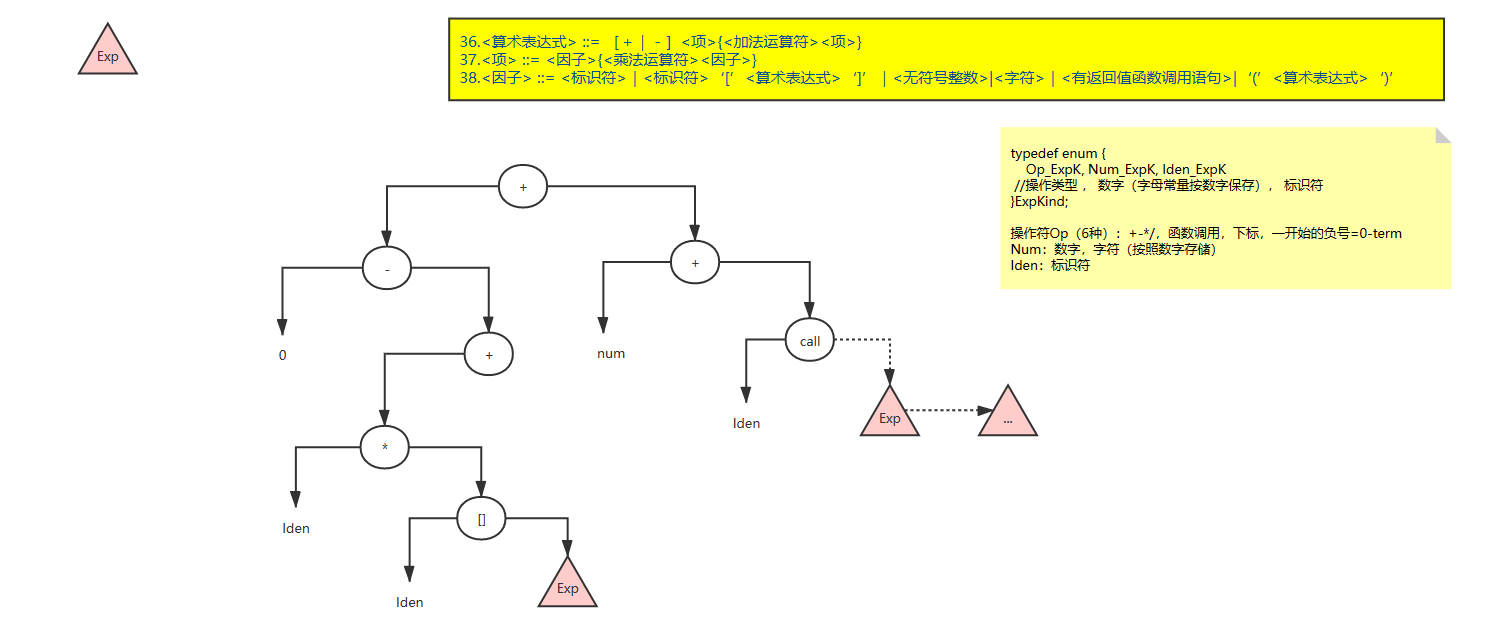 Exp
36.<算术表达式> ::= [＋｜－] <项>{<加法运算符><项>}
37.<项> ::= <因子>{<乘法运算符><因子>}
38.<因子> ::= <标识符>｜<标识符>‘[’<算术表达式>‘]’｜<无符号整数>|<字符>｜<有返回值函数调用语句>|‘(’<算术表达式>‘)’
typedef enum {
Op_ExpK, Num_ExpK, Iden_ExpK
//操作类型 ， 数字（字母常量按数字保存）， 标识符
}ExpKind;
操作符Op（6种）：+-*/，函数调用，下标，一开始的负号=0-term
Num：数字，字符（按照数字存储）
Iden：标识符
+
-
+
0
+
num
call
Iden
Exp
...
*
Iden
[]
Iden
Exp